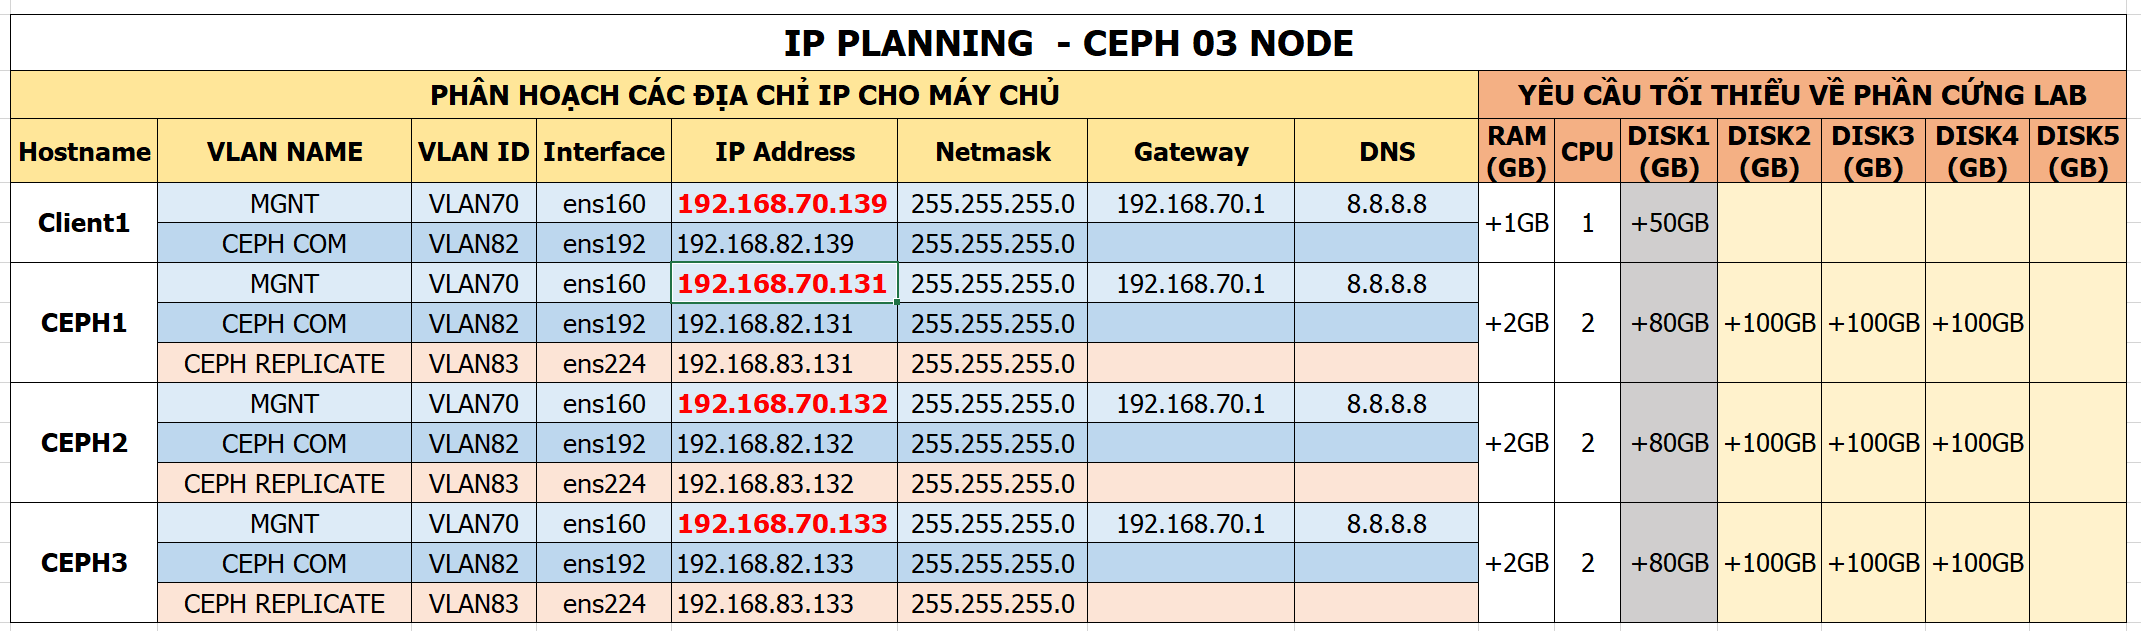 IP PLANNING - CEPH 03 NODE
PHÂN HOẠCH CÁC ĐỊA CHỈ IP CHO MÁY CHỦ YÊU CẦU TỐI THIỂU VỀ PHẦN CỨNG LAB
Hostname VLAN NAME VLAN ID Interface IP Address Netmask Gateway DNS RAM (GB) CPU DISK1 (GB) DISK2 (GB) DISK3 (GB) DISK4 (GB) DISK5 (GB)
Client1 MGNT VLAN70 ens160 192.168.70.139 255.255.255.0 192.168.70.1 8.8.8.8 +1GB 1 +50GB
CEPH COM VLAN82 ens192 192.168.82.139 255.255.255.0
CEPH1 MGNT VLAN70 ens160 192.168.70.131 255.255.255.0 192.168.70.1 8.8.8.8 +2GB 2 +80GB +100GB +100GB +100GB
CEPH COM VLAN82 ens192 192.168.82.131 255.255.255.0
CEPH REPLICATE VLAN83 ens224 192.168.83.131 255.255.255.0
CEPH2 MGNT VLAN70 ens160 192.168.70.132 255.255.255.0 192.168.70.1 8.8.8.8 +2GB 2 +80GB +100GB +100GB +100GB
CEPH COM VLAN82 ens192 192.168.82.132 255.255.255.0
CEPH REPLICATE VLAN83 ens224 192.168.83.132 255.255.255.0
CEPH3 MGNT VLAN70 ens160 192.168.70.133 255.255.255.0 192.168.70.1 8.8.8.8 +2GB 2 +80GB +100GB +100GB +100GB
CEPH COM VLAN82 ens192 192.168.82.133 255.255.255.0
CEPH REPLICATE VLAN83 ens224 192.168.83.133 255.255.255.0